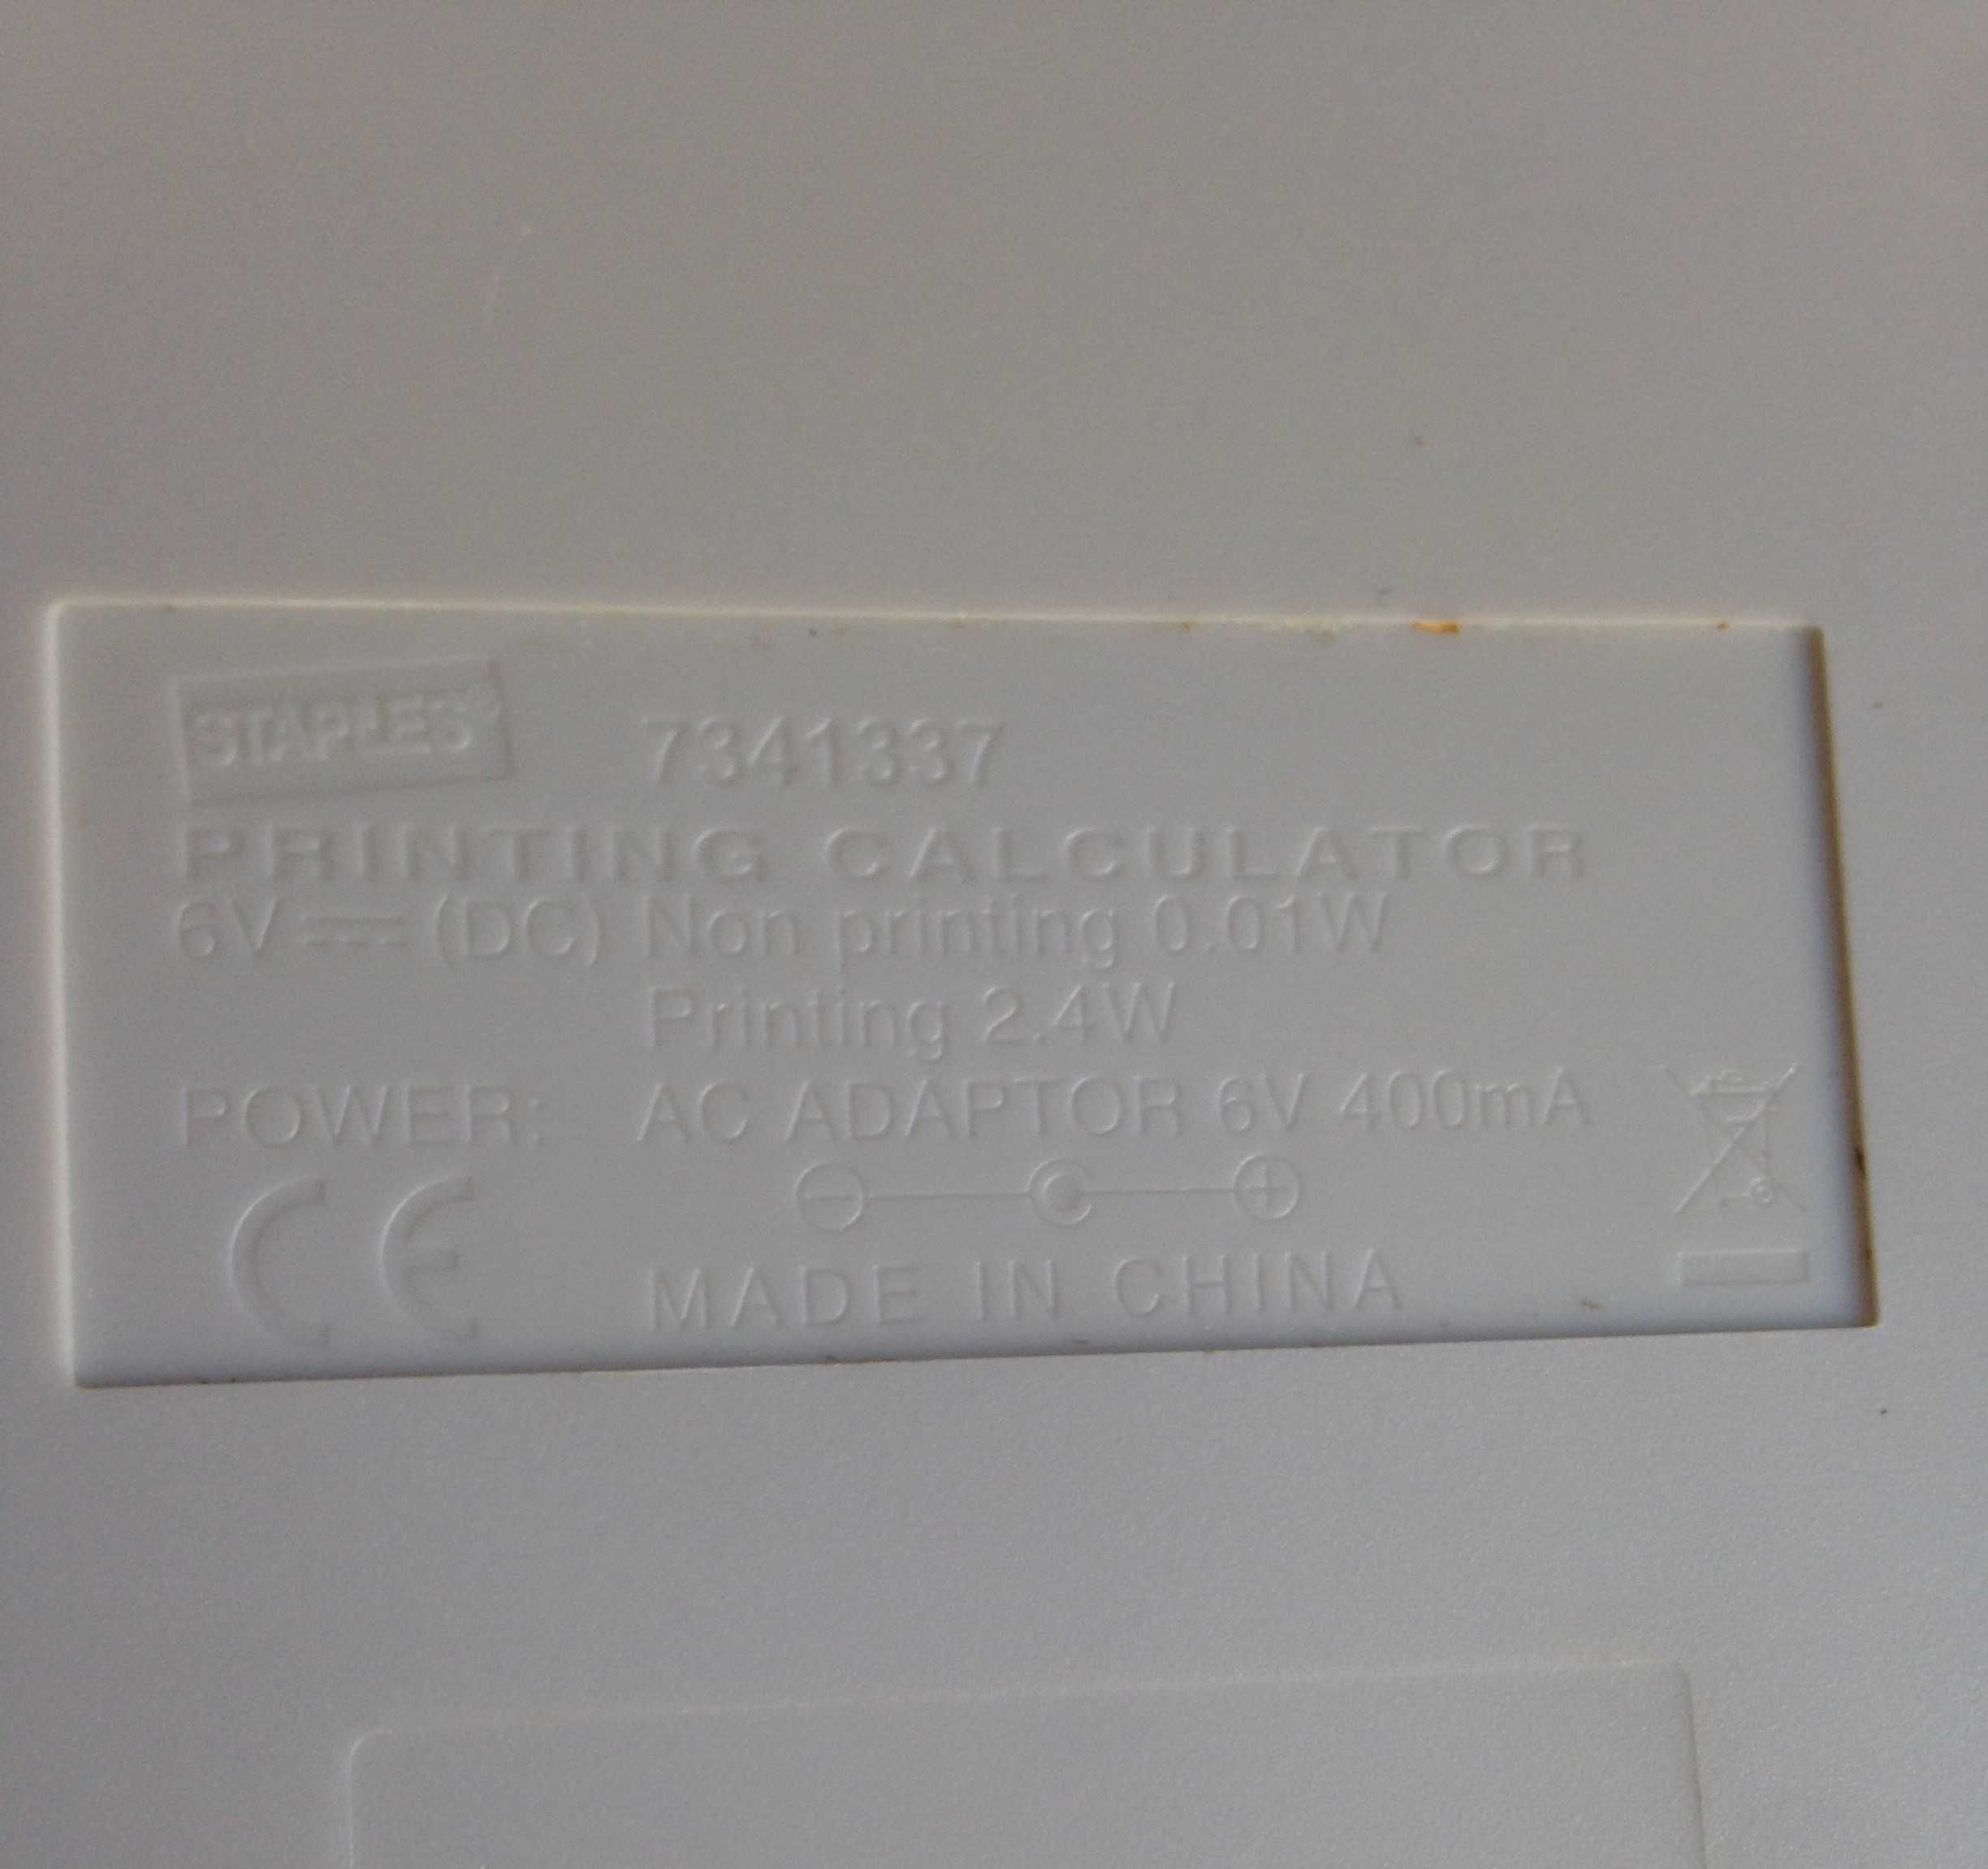 STAPLES® 7341337
PRINTING CALCULATOR
6V⎓(DC) Non printing 0.01W
Printing 2.4W
POWER: AC ADAPTOR 6V 400mA
CE
MADE IN CHINA